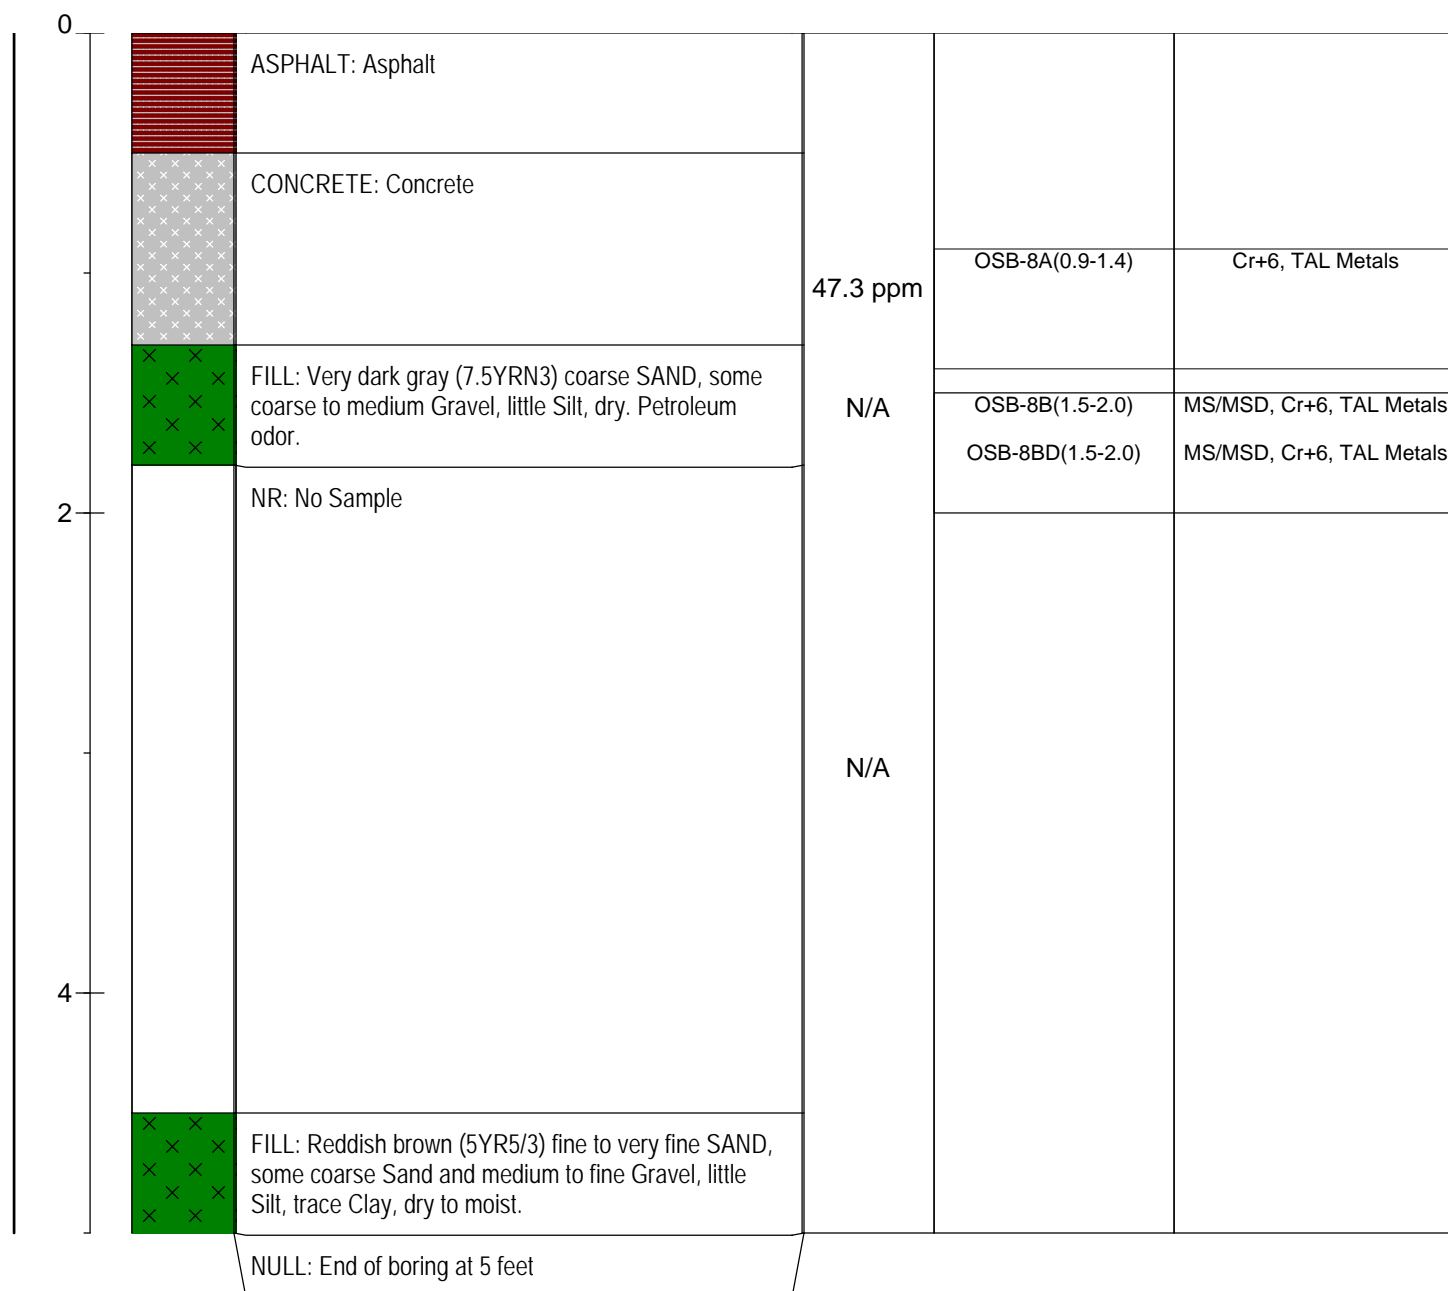 0
ASPHALT: Asphalt
CONCRETE: Concrete
OSB-8A(0.9-1.4) Cr+6, TAL Metals
47.3 ppm
FILL: Very dark gray (7.5YRN3) coarse SAND, some
coarse to medium Gravel, little Silt, dry. Petroleum
odor.
N/A
OSB-8B(1.5-2.0) MS/MSD, Cr+6, TAL Metals
OSB-8BD(1.5-2.0) MS/MSD, Cr+6, TAL Metals
NR: No Sample
2
N/A
4
FILL: Reddish brown (5YR5/3) fine to very fine SAND,
some coarse Sand and medium to fine Gravel, little
Silt, trace Clay, dry to moist.
NULL: End of boring at 5 feet